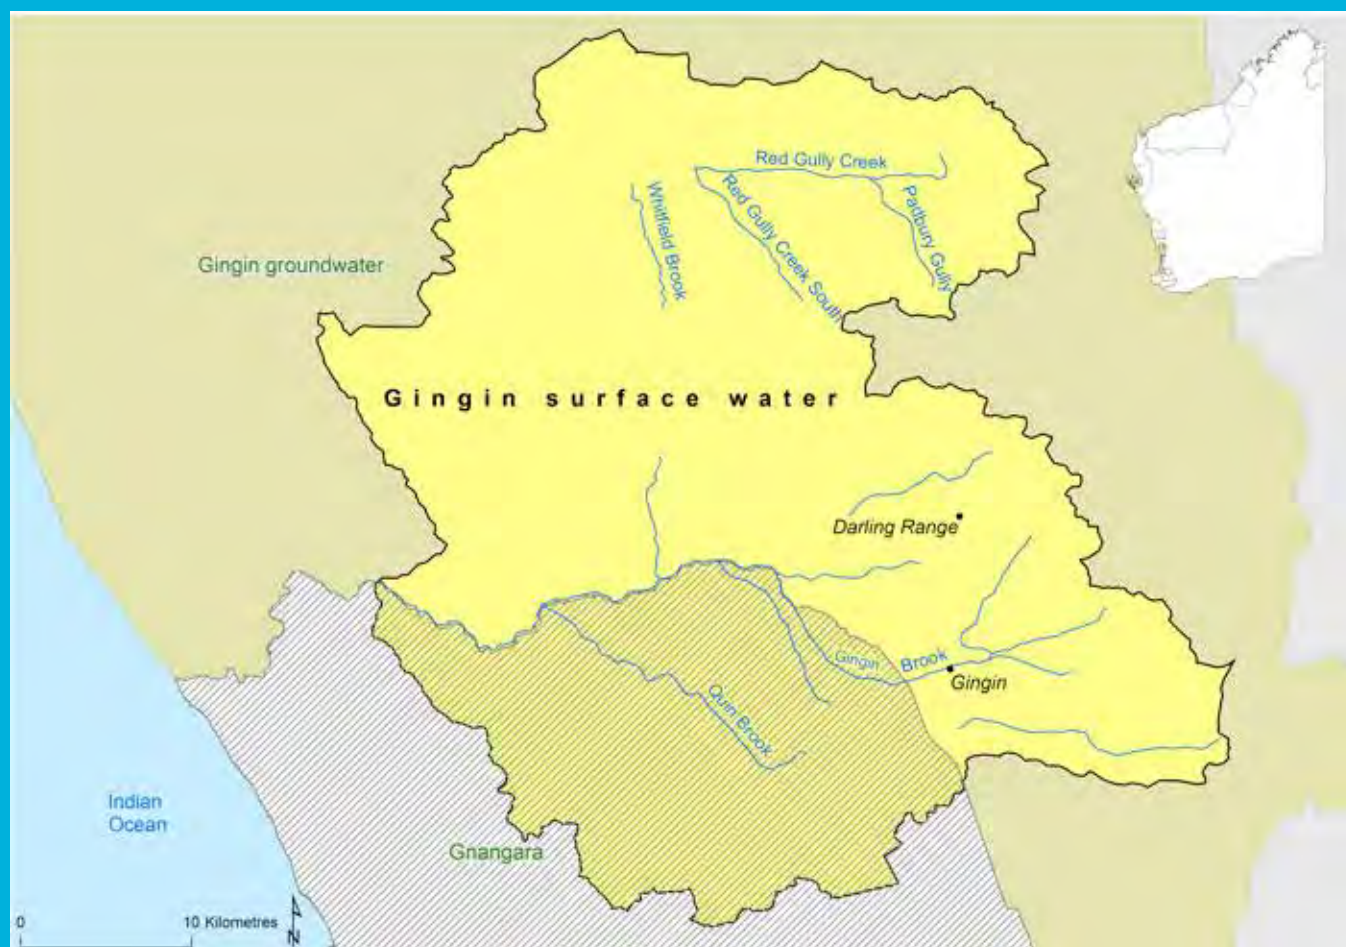 Red Gully Creek
Whitfield Brook
Red Gully Creek South
Padbury Gully
Gingin groundwater
Gingin surface water
Darling Range
Gingin Brook
Gingin
Quin Brook
Indian
Ocean
Gnangara
0 10 Kilometres
N